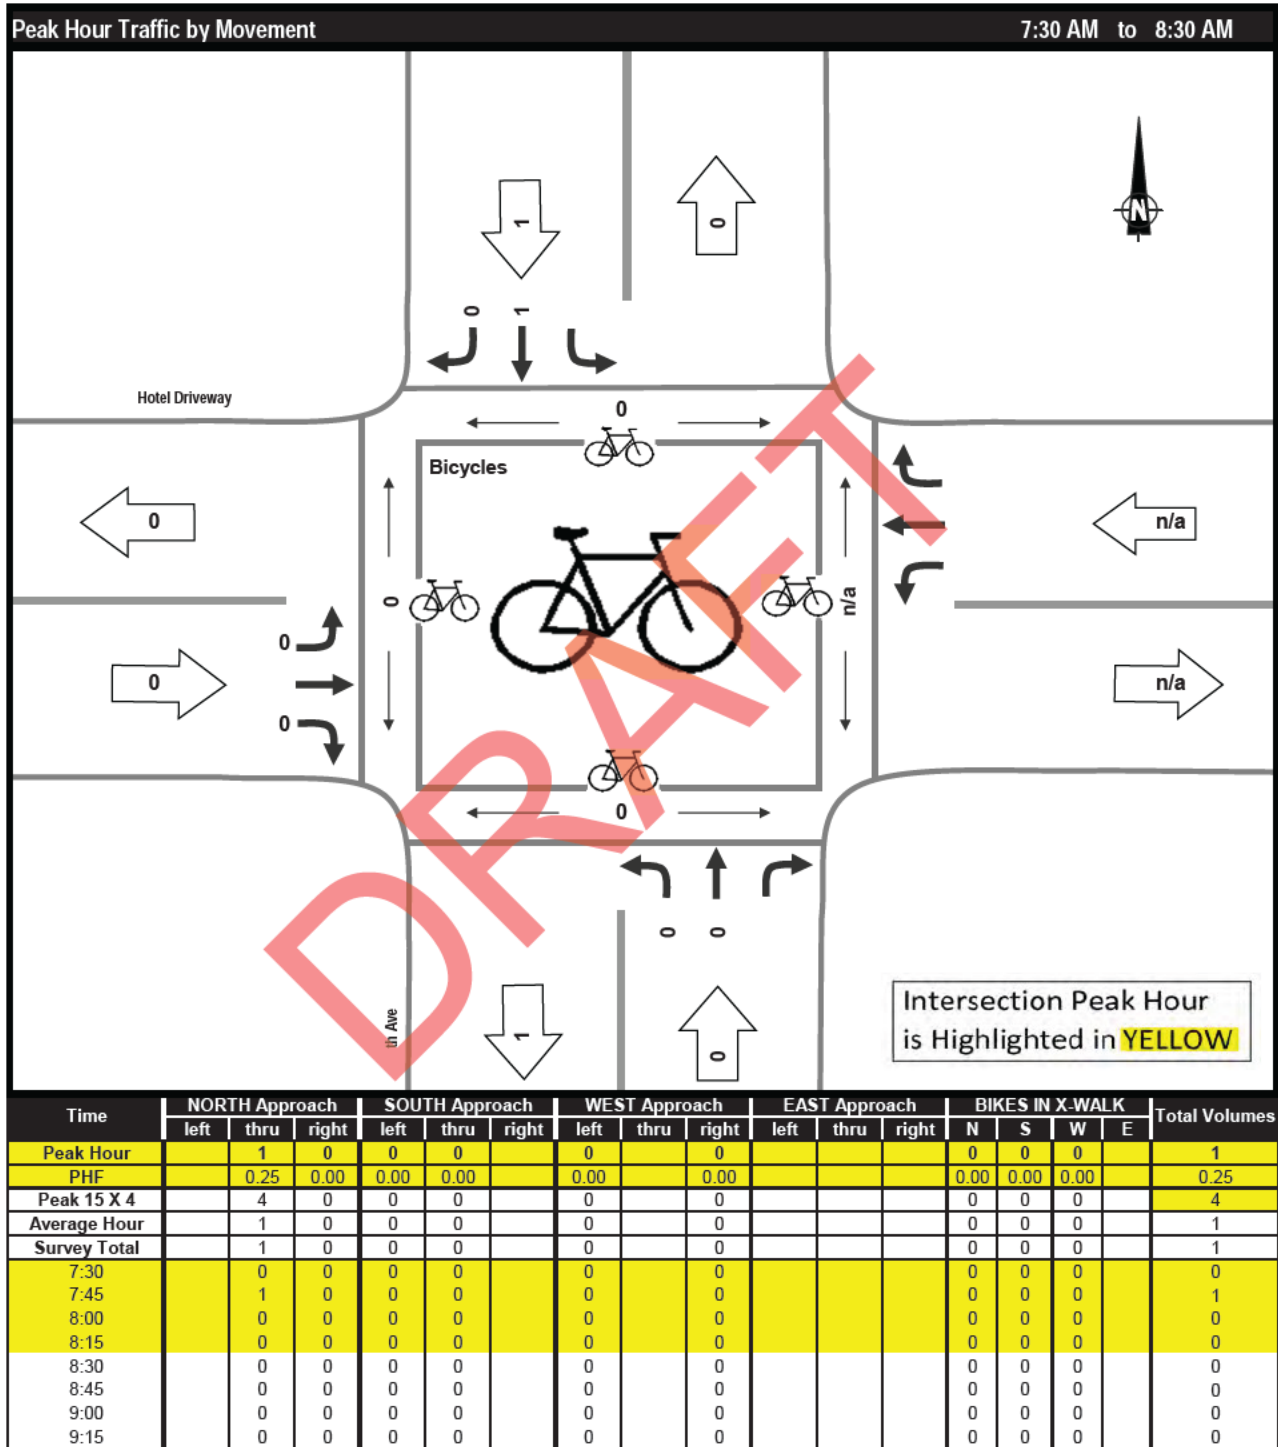 Peak Hour Traffic by Movement 7:30 AM to 8:30 AM
N
1
0
0 1
Hotel Driveway
0
Bicycles
0
n/a
0
n/a
0
0
n/a
0
0
0
0 0
th Ave
1
0
DRAFT
Intersection Peak Hour
is Highlighted in YELLOW
Time NORTH Approach SOUTH Approach WEST Approach EAST Approach BIKES IN X-WALK Total Volumes
left thru right left thru right left thru right left thru right N S W E
Peak Hour 1 0 0 0 0 0 0 0 0 1
PHF 0.25 0.00 0.00 0.00 0.00 0.00 0.00 0.00 0.00 0.25
Peak 15 X 4 4 0 0 0 0 0 0 0 0 4
Average Hour 1 0 0 0 0 0 0 0 0 1
Survey Total 1 0 0 0 0 0 0 0 0 1
7:30 0 0 0 0 0 0 0 0 0 0
7:45 1 0 0 0 0 0 0 0 0 1
8:00 0 0 0 0 0 0 0 0 0 0
8:15 0 0 0 0 0 0 0 0 0 0
8:30 0 0 0 0 0 0 0 0 0 0
8:45 0 0 0 0 0 0 0 0 0 0
9:00 0 0 0 0 0 0 0 0 0 0
9:15 0 0 0 0 0 0 0 0 0 0